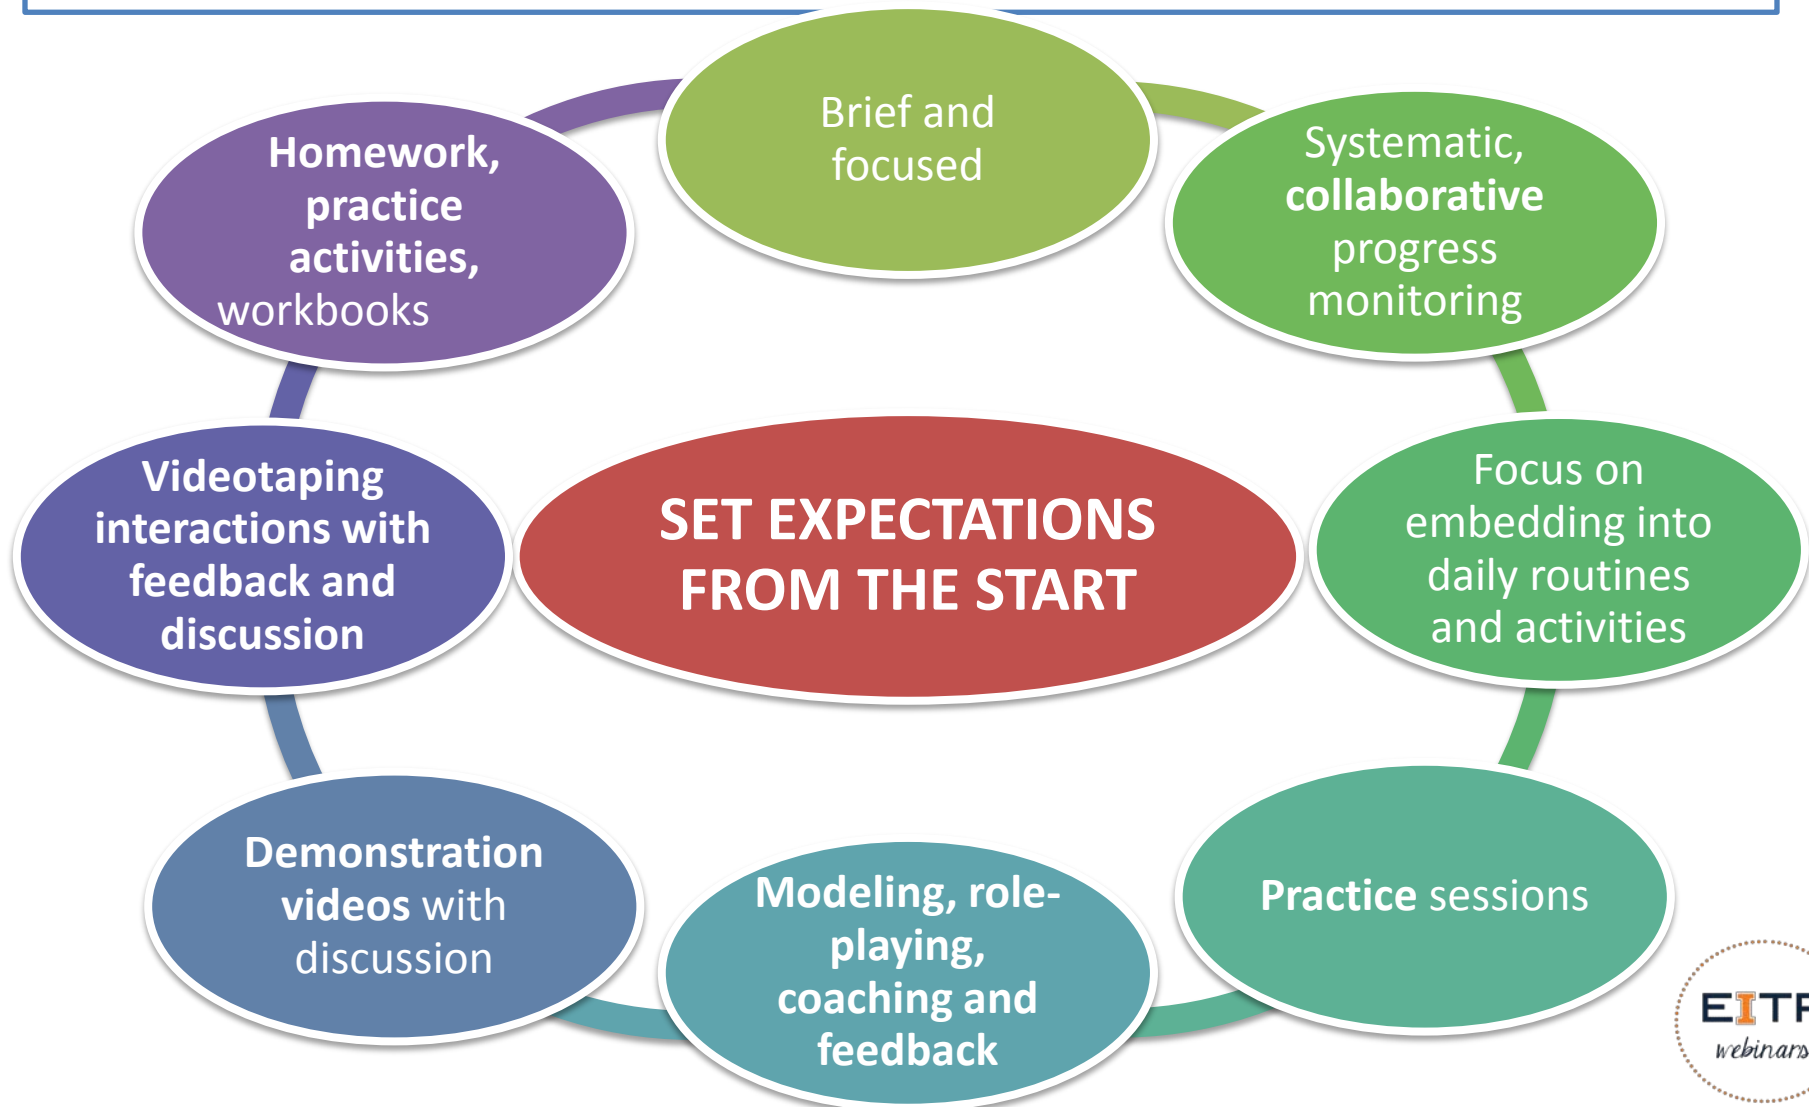 Brief and
focused
Systematic,
collaborative
progress
monitoring
Focus on
embedding into
daily routines
and activities
Practice sessions
Modeling, role-
playing,
coaching and
feedback
Demonstration
videos with
discussion
Videotaping
interactions with
feedback and
discussion
Homework,
practice
activities,
workbooks
SET EXPECTATIONS
FROM THE START
EITP
webinars